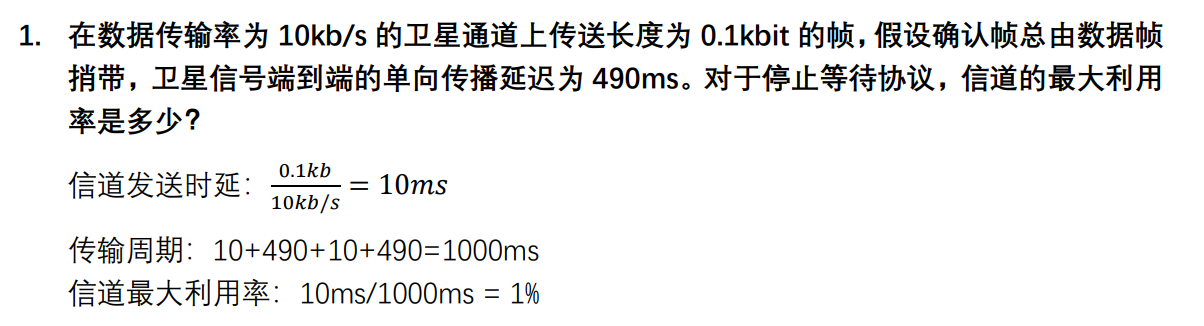 1. 在数据传输率为 10kb/s 的卫星通道上传送长度为 0.1kbit 的帧，假设确认帧总由数据帧
捎带，卫星信号端到端的单向传播延迟为 490ms。对于停止等待协议，信道的最大利用
率是多少？
信道发送时延： 0.1kb/10kb/s = 10ms
传输周期：10+490+10+490=1000ms
信道最大利用率：10ms/1000ms = 1%